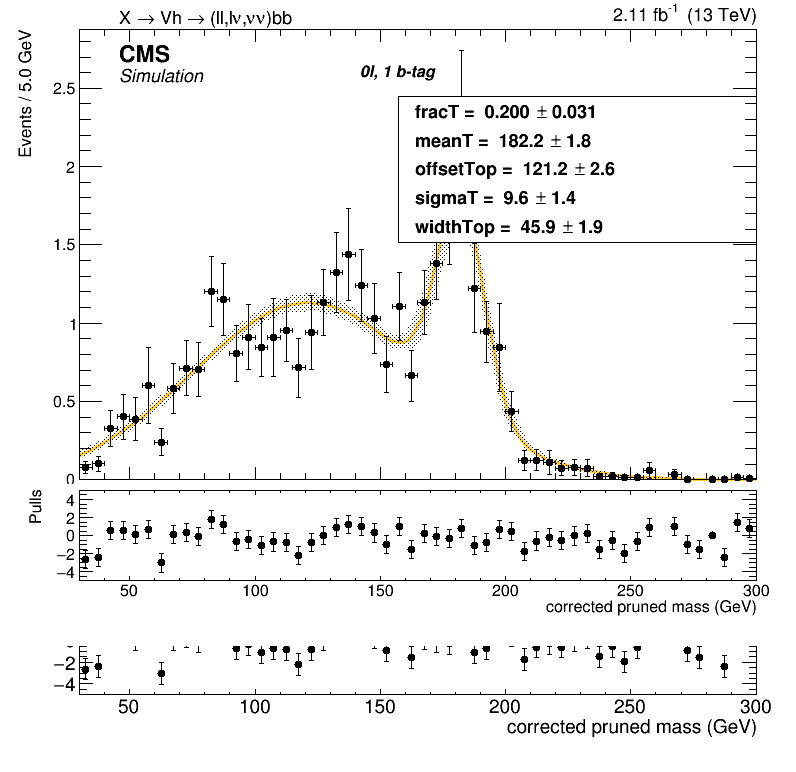 X → Vh → (ll,lν,νν)bb 2.11 fb⁻¹ (13 TeV)
Events / 5.0 GeV
CMS
Simulation
0l, 1 b-tag
fracT = 0.200 ± 0.031
meanT = 182.2 ± 1.8
offsetTop = 121.2 ± 2.6
sigmaT = 9.6 ± 1.4
widthTop = 45.9 ± 1.9
2.5
2
1.5
1
0.5
0
Pulls
4
2
0
−2
−4
50 100 150 200 250 300
corrected pruned mass (GeV)
−2
−4
50 100 150 200 250 300
corrected pruned mass (GeV)